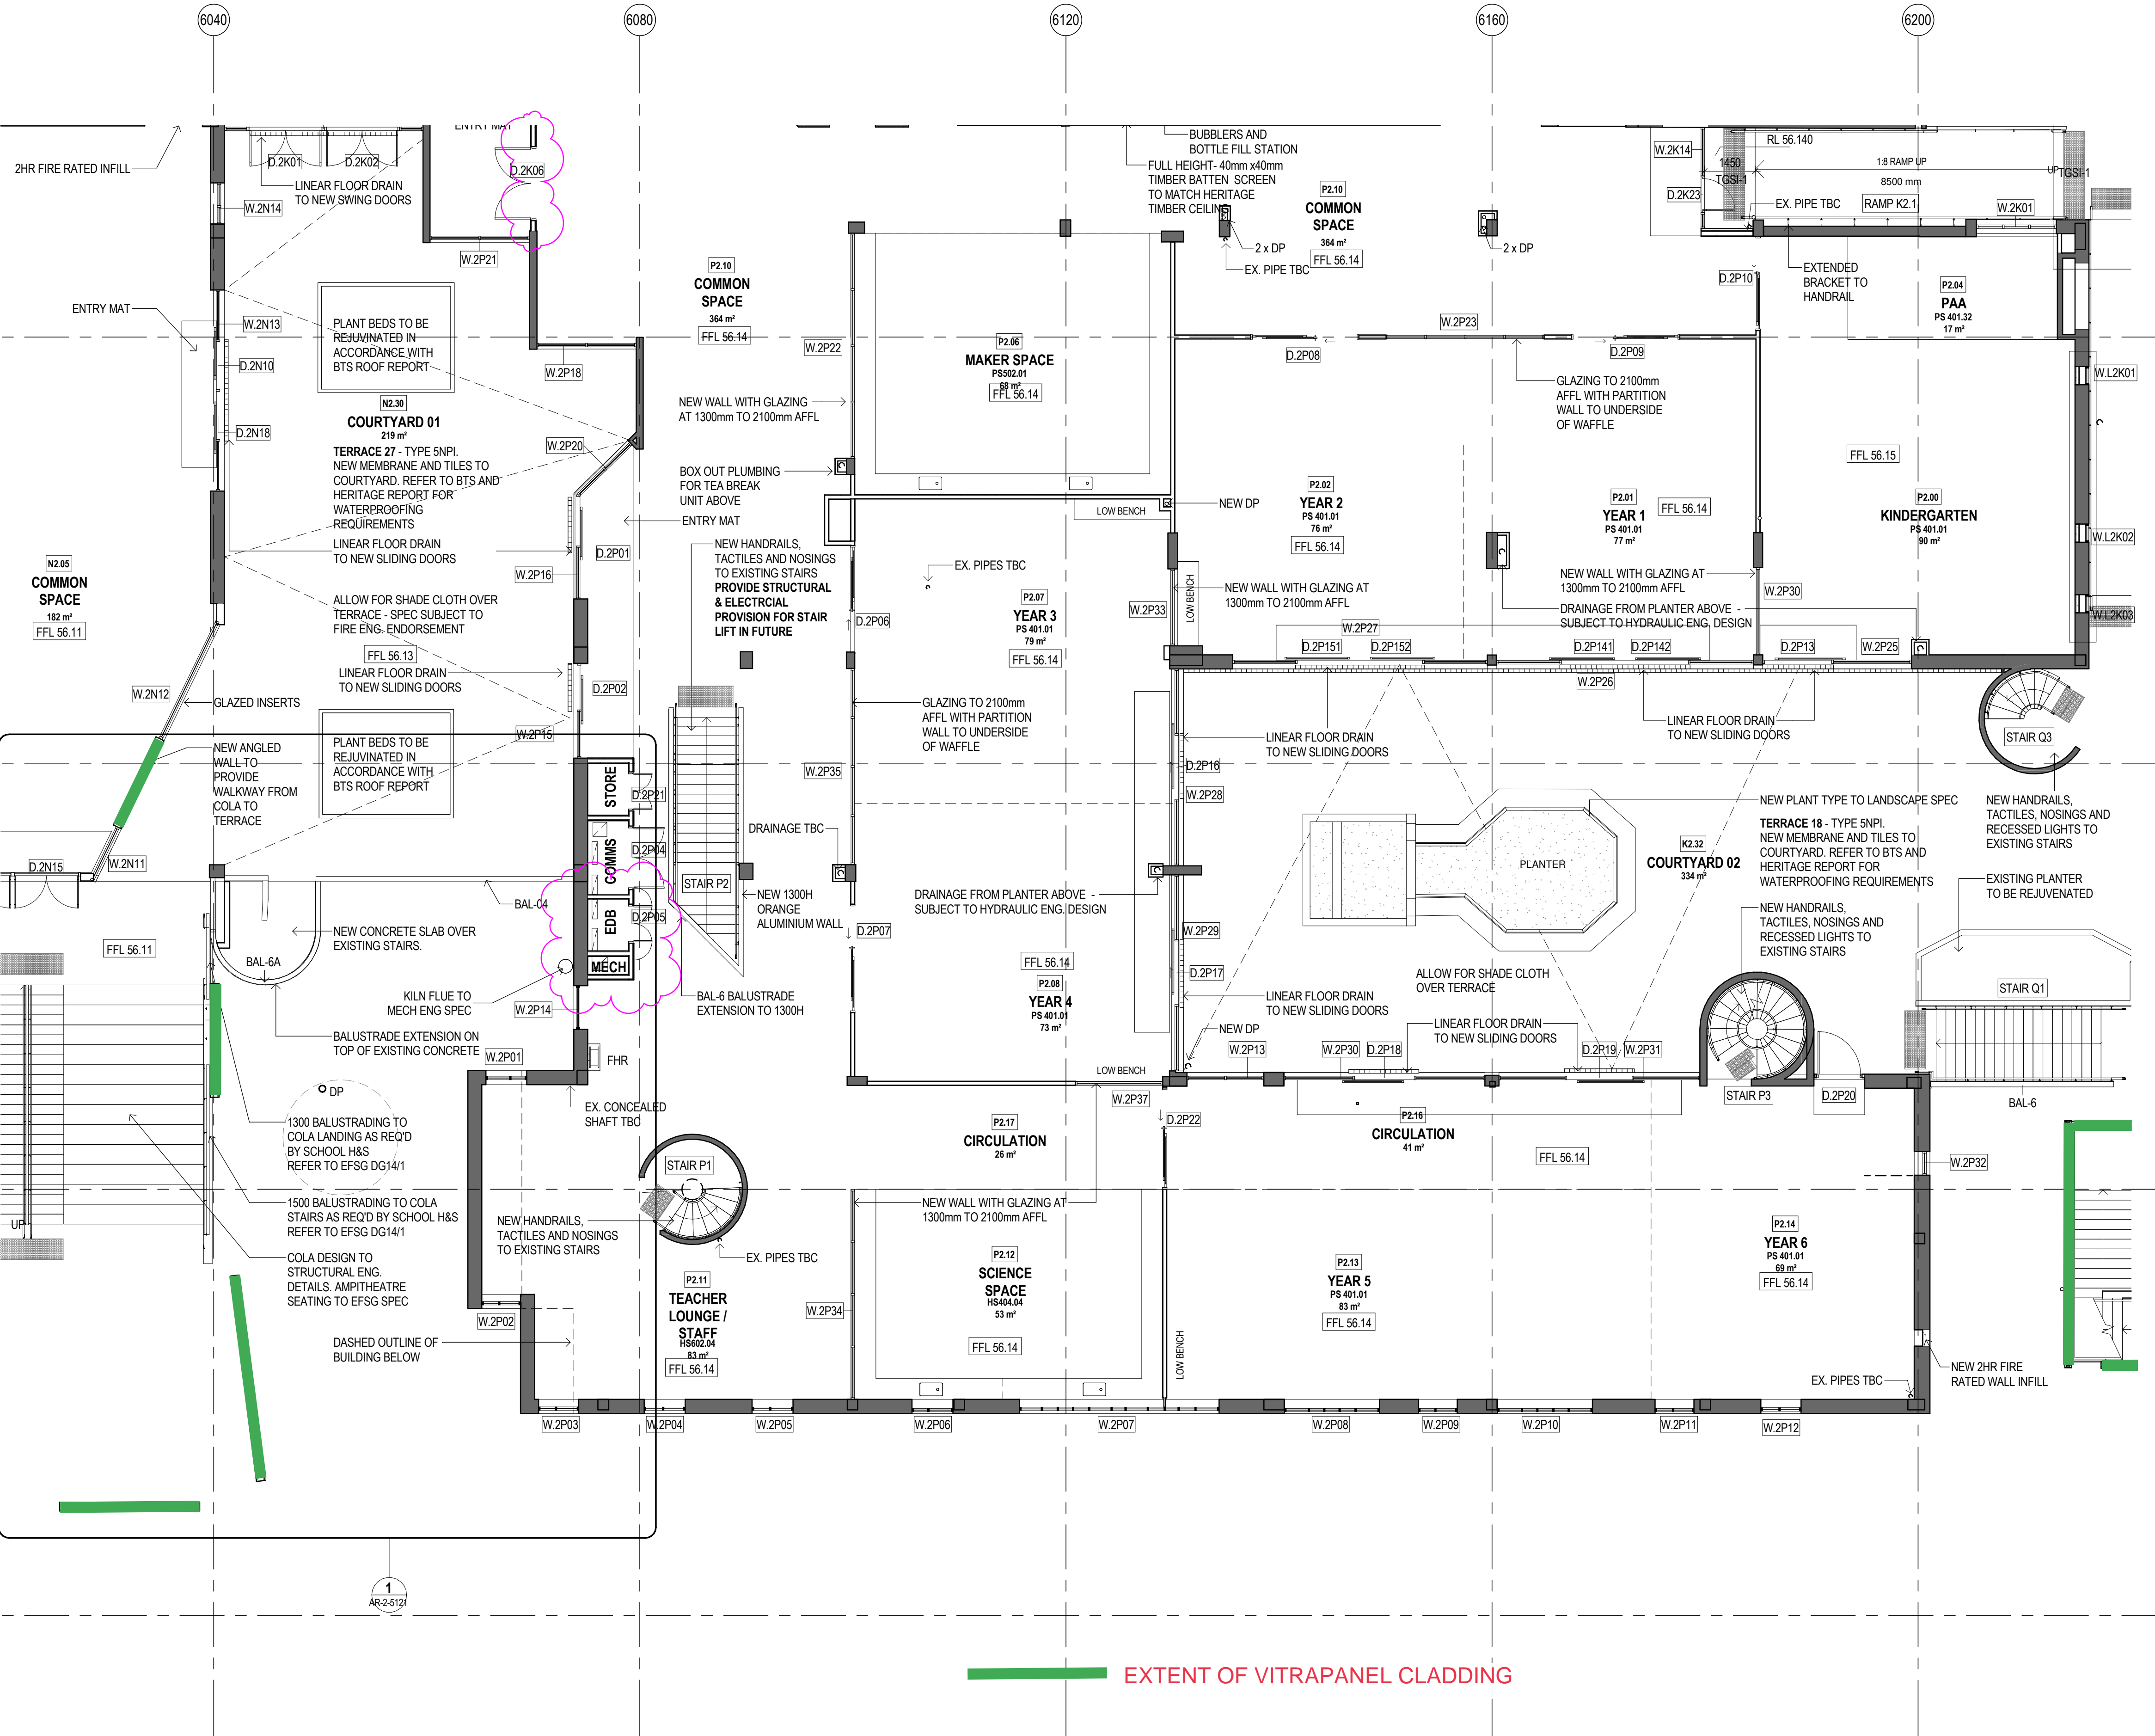 6040
6080
6120
6160
6200
2HR FIRE RATED INFILL
D.2K01
D.2K02
LINEAR FLOOR DRAIN
TO NEW SWING DOORS
W.2N14
ENTRY MAT
D.2K06
W.2P21
BUBBLERS AND
BOTTLE FILL STATION
FULL HEIGHT- 40mm x40mm
TIMBER BATTEN SCREEN
TO MATCH HERITAGE
TIMBER CEILING
2 x DP
EX. PIPE TBC
P2.10
COMMON
SPACE
364 m²
FFL 56.14
2 x DP
W.2K14
RL 56.140
1450
TGSI-1
1:8 RAMP UP
8500 mm
UP
TGSI-1
D.2K23
EX. PIPE TBC
RAMP K2.1
W.2K01
D.2P10
EXTENDED
BRACKET TO
HANDRAIL
P2.04
PAA
PS 401.32
17 m²
ENTRY MAT
W.2N13
D.2N10
D.2N18
PLANT BEDS TO BE
REJUVINATED IN
ACCORDANCE WITH
BTS ROOF REPORT
W.2P18
P2.10
COMMON
SPACE
364 m²
FFL 56.14
W.2P22
P2.06
MAKER SPACE
PS502.01
68 m²
FFL 56.14
W.2P23
D.2P08
D.2P09
GLAZING TO 2100mm
AFFL WITH PARTITION
WALL TO UNDERSIDE
OF WAFFLE
W.L2K01
NEW WALL WITH GLAZING
AT 1300mm TO 2100mm AFFL
N2.30
COURTYARD 01
219 m²
TERRACE 27 - TYPE 5NPI.
NEW MEMBRANE AND TILES TO
COURTYARD. REFER TO BTS AND
HERITAGE REPORT FOR
WATERPROOFING
REQUIREMENTS
W.2P20
BOX OUT PLUMBING
FOR TEA BREAK
UNIT ABOVE
ENTRY MAT
LOW BENCH
NEW DP
P2.02
YEAR 2
PS 401.01
76 m²
FFL 56.14
P2.01
YEAR 1
PS 401.01
77 m²
FFL 56.14
FFL 56.15
P2.00
KINDERGARTEN
PS 401.01
90 m²
W.L2K02
LINEAR FLOOR DRAIN
TO NEW SLIDING DOORS
D.2P01
W.2P16
NEW HANDRAILS,
TACTILES AND NOSINGS
TO EXISTING STAIRS
PROVIDE STRUCTURAL
& ELECTRCIAL
PROVISION FOR STAIR
LIFT IN FUTURE
EX. PIPES TBC
D.2P06
P2.07
YEAR 3
PS 401.01
79 m²
FFL 56.14
W.2P33
LOW BENCH
NEW WALL WITH GLAZING AT
1300mm TO 2100mm AFFL
NEW WALL WITH GLAZING AT
1300mm TO 2100mm AFFL
W.2P30
DRAINAGE FROM PLANTER ABOVE -
SUBJECT TO HYDRAULIC ENG. DESIGN
W.L2K03
N2.05
COMMON
SPACE
182 m²
FFL 56.11
ALLOW FOR SHADE CLOTH OVER
TERRACE - SPEC SUBJECT TO
FIRE ENG. ENDORSEMENT
FFL 56.13
LINEAR FLOOR DRAIN
TO NEW SLIDING DOORS
D.2P02
W.2P27
D.2P151
D.2P152
D.2P141
D.2P142
D.2P13
W.2P25
W.2P26
W.2N12
GLAZED INSERTS
W.2P15
GLAZING TO 2100mm
AFFL WITH PARTITION
WALL TO UNDERSIDE
OF WAFFLE
LINEAR FLOOR DRAIN
TO NEW SLIDING DOORS
LINEAR FLOOR DRAIN
TO NEW SLIDING DOORS
STAIR Q3
NEW ANGLED
WALL TO
PROVIDE
WALKWAY FROM
COLA TO
TERRACE
PLANT BEDS TO BE
REJUVINATED IN
ACCORDANCE WITH
BTS ROOF REPORT
STORE
D.2P21
W.2P35
D.2P16
W.2P28
NEW PLANT TYPE TO LANDSCAPE SPEC
TERRACE 18 - TYPE 5NPI.
NEW MEMBRANE AND TILES TO
COURTYARD. REFER TO BTS AND
HERITAGE REPORT FOR
WATERPROOFING REQUIREMENTS
NEW HANDRAILS,
TACTILES, NOSINGS AND
RECESSED LIGHTS TO
EXISTING STAIRS
D.2N15
W.2N11
COMMS
D.2P04
DRAINAGE TBC
PLANTER
K2.32
COURTYARD 02
334 m²
STAIR P2
BAL-04
EDB
D.2P05
NEW 1300H
ORANGE
ALUMINIUM WALL
DRAINAGE FROM PLANTER ABOVE -
SUBJECT TO HYDRAULIC ENG. DESIGN
EXISTING PLANTER
TO BE REJUVENATED
NEW HANDRAILS,
TACTILES, NOSINGS AND
RECESSED LIGHTS TO
EXISTING STAIRS
FFL 56.11
NEW CONCRETE SLAB OVER
EXISTING STAIRS.
BAL-6A
MECH
D.2P07
W.2P29
D.2P17
FFL 56.14
P2.08
YEAR 4
PS 401.01
73 m²
ALLOW FOR SHADE CLOTH
OVER TERRACE
STAIR Q1
KILN FLUE TO
MECH ENG SPEC
W.2P14
BAL-6 BALUSTRADE
EXTENSION TO 1300H
LINEAR FLOOR DRAIN
TO NEW SLIDING DOORS
LINEAR FLOOR DRAIN
TO NEW SLIDING DOORS
BALUSTRADE EXTENSION ON
TOP OF EXISTING CONCRETE
W.2P01
FHR
NEW DP
W.2P13
W.2P30
D.2P18
D.2P19
W.2P31
LOW BENCH
W.2P37
STAIR P3
D.2P20
BAL-6
DP
EX. CONCEALED
SHAFT TBC
1300 BALUSTRADING TO
COLA LANDING AS REQ'D
BY SCHOOL H&S
REFER TO EFSG DG14/1
P2.17
CIRCULATION
26 m²
D.2P22
P2.16
CIRCULATION
41 m²
FFL 56.14
W.2P32
STAIR P1
1500 BALUSTRADING TO COLA
STAIRS AS REQ'D BY SCHOOL H&S
REFER TO EFSG DG14/1
UP
NEW HANDRAILS,
TACTILES AND NOSINGS
TO EXISTING STAIRS
NEW WALL WITH GLAZING AT
1300mm TO 2100mm AFFL
EX. PIPES TBC
COLA DESIGN TO
STRUCTURAL ENG.
DETAILS. AMPITHEATRE
SEATING TO EFSG SPEC
P2.11
TEACHER
LOUNGE /
STAFF
HS602.04
83 m²
FFL 56.14
W.2P34
P2.12
SCIENCE
SPACE
HS404.04
53 m²
FFL 56.14
P2.13
YEAR 5
PS 401.01
83 m²
FFL 56.14
P2.14
YEAR 6
PS 401.01
69 m²
FFL 56.14
W.2P02
DASHED OUTLINE OF
BUILDING BELOW
LOW BENCH
EX. PIPES TBC
NEW 2HR FIRE
RATED WALL INFILL
W.2P03
W.2P04
W.2P05
W.2P06
W.2P07
W.2P08
W.2P09
W.2P10
W.2P11
W.2P12
1
AR-2-5121
EXTENT OF VITRAPANEL CLADDING